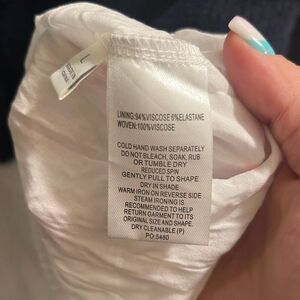 L
LINING:94%VISCOSE 6%ELASTANE
WOVEN:100%VISCOSE
COLD HAND WASH SEPARATELY
DO NOT BLEACH, SOAK, RUB
OR TUMBLE DRY
REDUCED SPIN
GENTLY PULL TO SHAPE
DRY IN SHADE
WARM IRON ON REVERSE SIDE
STEAM IRONING IS
RECOMMENDED TO HELP
RETURN GARMENT TO ITS
ORIGINAL SIZE AND SHAPE.
DRY CLEANABLE (P)
PO:5480